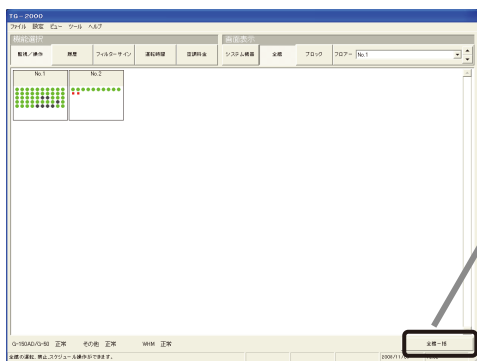 TG-2000
ファイル 設定 ビュー ツール ヘルプ
機能選択 画面表示
監視／操作 履歴 フィルターサイン 運転時間 空調料金 システム構築 全館 ブロック フロアー No.1
No.1 No.2
G-150AD/G-50 正常 その他 正常 WHM 正常
全館一括
全館の運転、停止、スケジュール操作ができます。